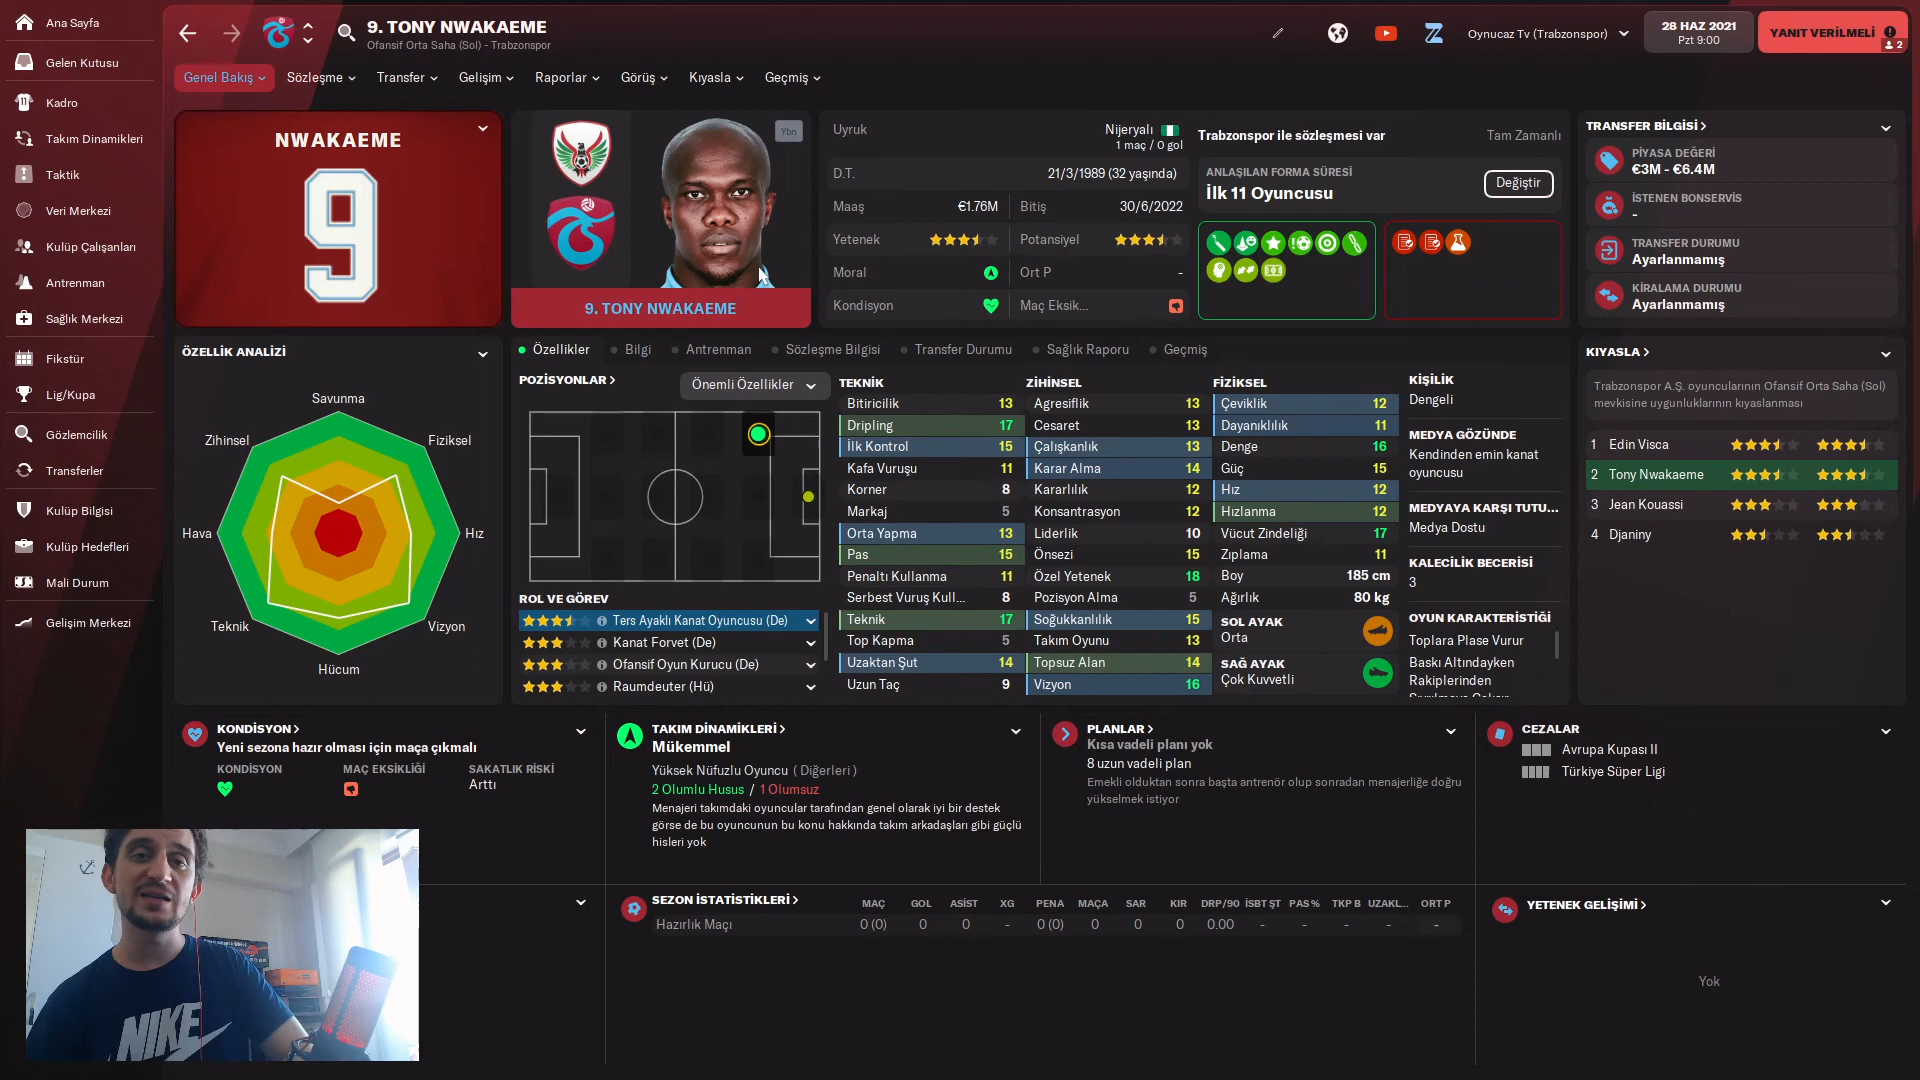 Ana Sayfa
Gelen Kutusu
Kadro
Takım Dinamikleri
Taktik
Veri Merkezi
Kulüp Çalışanları
Antrenman
Sağlık Merkezi
Fikstür
Lig/Kupa
Gözlemcilik
Transferler
Kulüp Bilgisi
Kulüp Hedefleri
Mali Durum
Gelişim Merkezi
9. TONY NWAKAEME
Ofansif Orta Saha (Sol) - Trabzonspor
Oynucaz Tv (Trabzonspor)
28 HAZ 2021
Pzt 9:00
YANIT VERİLMELİ
2
Genel Bakış
Sözleşme
Transfer
Gelişim
Raporlar
Görüş
Kıyasla
Geçmiş
NWAKAEME
9
Ybn
9. TONY NWAKAEME
Uyruk Nijeryalı
1 maç / 0 gol
D.T. 21/3/1989 (32 yaşında)
Maaş €1.76M Bitiş 30/6/2022
Yetenek Potansiyel
Moral Ort P -
Kondisyon Maç Eksik...
Trabzonspor ile sözleşmesi var Tam Zamanlı
ANLAŞILAN FORMA SÜRESİ
İlk 11 Oyuncusu
Değiştir
TRANSFER BİLGİSİ
PİYASA DEĞERİ
€3M - €6.4M
İSTENEN BONSERVİS
-
TRANSFER DURUMU
Ayarlanmamış
KİRALAMA DURUMU
Ayarlanmamış
ÖZELLİK ANALİZİ
Savunma
Fiziksel
Hız
Vizyon
Hücum
Teknik
Hava
Zihinsel
Özellikler
Bilgi
Antrenman
Sözleşme Bilgisi
Transfer Durumu
Sağlık Raporu
Geçmiş
POZİSYONLAR
Önemli Özellikler
ROL VE GÖREV
Ters Ayaklı Kanat Oyuncusu (De)
Kanat Forvet (De)
Ofansif Oyun Kurucu (De)
Raumdeuter (Hü)
TEKNİK
Bitiricilik 13
Dripling 17
İlk Kontrol 15
Kafa Vuruşu 11
Korner 8
Markaj 5
Orta Yapma 13
Pas 15
Penaltı Kullanma 11
Serbest Vuruş Kull... 8
Teknik 17
Top Kapma 5
Uzaktan Şut 14
Uzun Taç 9
ZİHİNSEL
Agresiflik 13
Cesaret 13
Çalışkanlık 13
Karar Alma 14
Kararlılık 12
Konsantrasyon 12
Liderlik 10
Önsezi 15
Özel Yetenek 18
Pozisyon Alma 5
Soğukkanlılık 15
Takım Oyunu 13
Topsuz Alan 14
Vizyon 16
FİZİKSEL
Çeviklik 12
Dayanıklılık 11
Denge 16
Güç 15
Hız 12
Hızlanma 12
Vücut Zindeliği 17
Zıplama 11
Boy 185 cm
Ağırlık 80 kg
SOL AYAK
Orta
SAĞ AYAK
Çok Kuvvetli
KİŞİLİK
Dengeli
MEDYA GÖZÜNDE
Kendinden emin kanat
oyuncusu
MEDYAYA KARŞI TUTU...
Medya Dostu
KALECİLİK BECERİSİ
3
OYUN KARAKTERİSTİĞİ
Toplara Plase Vurur
Baskı Altındayken
Rakiplerinden
KIYASLA
Trabzonspor A.Ş. oyuncularının Ofansif Orta Saha (Sol)
mevkisine uygunluklarının kıyaslanması
1 Edin Visca
2 Tony Nwakaeme
3 Jean Kouassi
4 Djaniny
KONDİSYON
Yeni sezona hazır olması için maça çıkmalı
KONDİSYON
MAÇ EKSİKLİĞİ
SAKATLIK RİSKİ
Arttı
TAKIM DİNAMİKLERİ
Mükemmel
Yüksek Nüfuzlu Oyuncu ( Diğerleri )
2 Olumlu Husus / 1 Olumsuz
Menajeri takımdaki oyuncular tarafından genel olarak iyi bir destek
görse de bu oyuncunun bu konu hakkında takım arkadaşları gibi güçlü
hisleri yok
PLANLAR
Kısa vadeli planı yok
8 uzun vadeli plan
Emekli olduktan sonra başta antrenör olup sonradan menajerliğe doğru
yükselmek istiyor
CEZALAR
Avrupa Kupası II
Türkiye Süper Ligi
SEZON İSTATİSTİKLERİ
MAÇ GOL ASİST XG PENA MAÇA SAR KIR DRP/90 İSBT ŞT PAS % TKP B UZAKL... ORT P
Hazırlık Maçı 0 (0) 0 0 - 0 (0) 0 0 0 0.00 - - - - -
YETENEK GELİŞİMİ
Yok
NIKE